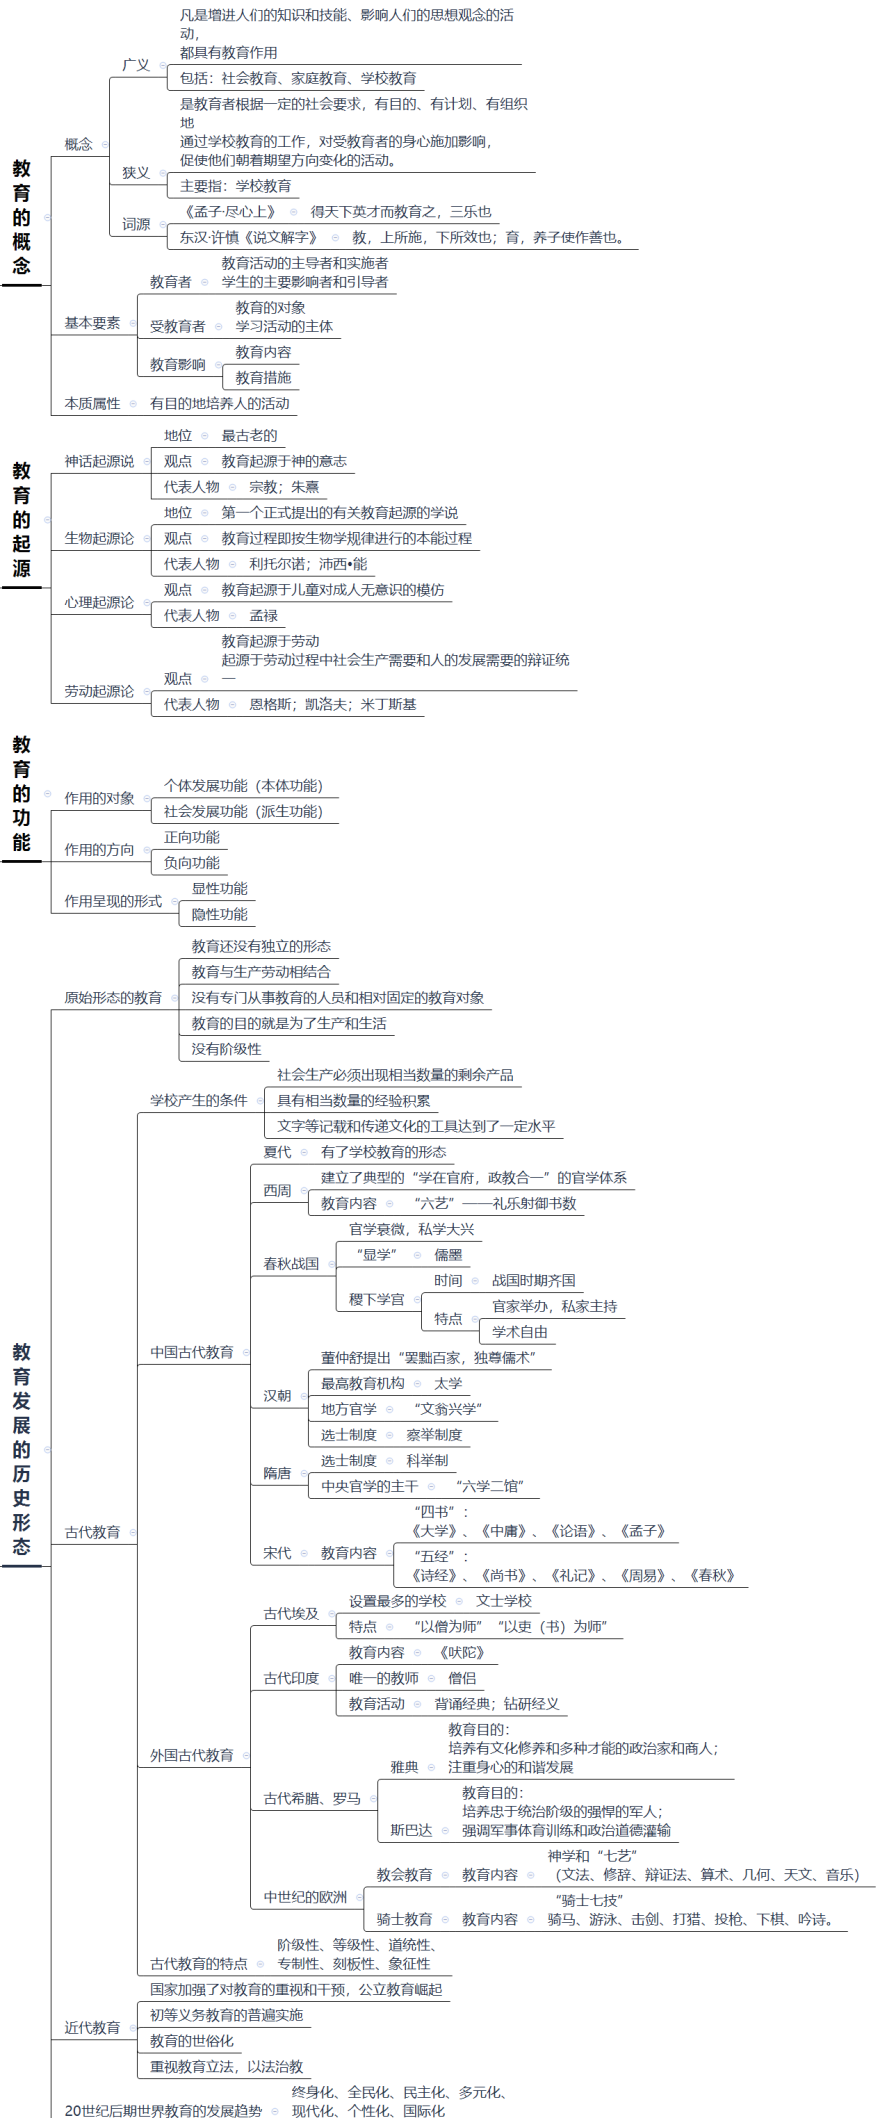 教育的概念
概念
广义
凡是增进人们的知识和技能、影响人们的思想观念的活
动，
都具有教育作用
包括：社会教育、家庭教育、学校教育
狭义
是教育者根据一定的社会要求，有目的、有计划、有组织
地
通过学校教育的工作，对受教育者的身心施加影响，
促使他们朝着期望方向变化的活动。
主要指：学校教育
词源
《孟子·尽心上》 得天下英才而教育之，三乐也
东汉·许慎《说文解字》 教，上所施，下所效也；育，养子使作善也。
基本要素
教育者
教育活动的主导者和实施者
学生的主要影响者和引导者
受教育者
教育的对象
学习活动的主体
教育影响
教育内容
教育措施
本质属性 有目的地培养人的活动
教育的起源
神话起源说
地位 最古老的
观点 教育起源于神的意志
代表人物 宗教；朱熹
生物起源论
地位 第一个正式提出的有关教育起源的学说
观点 教育过程即按生物学规律进行的本能过程
代表人物 利托尔诺；沛西•能
心理起源论
观点 教育起源于儿童对成人无意识的模仿
代表人物 孟禄
劳动起源论
观点
教育起源于劳动
起源于劳动过程中社会生产需要和人的发展需要的辩证统
一
代表人物 恩格斯；凯洛夫；米丁斯基
教育的功能
作用的对象
个体发展功能（本体功能）
社会发展功能（派生功能）
作用的方向
正向功能
负向功能
作用呈现的形式
显性功能
隐性功能
教育发展的历史形态
原始形态的教育
教育还没有独立的形态
教育与生产劳动相结合
没有专门从事教育的人员和相对固定的教育对象
教育的目的就是为了生产和生活
没有阶级性
古代教育
学校产生的条件
社会生产必须出现相当数量的剩余产品
具有相当数量的经验积累
文字等记载和传递文化的工具达到了一定水平
中国古代教育
夏代 有了学校教育的形态
西周
建立了典型的“学在官府，政教合一”的官学体系
教育内容 “六艺”——礼乐射御书数
春秋战国
官学衰微，私学大兴
“显学” 儒墨
稷下学宫
时间 战国时期齐国
特点
官家举办，私家主持
学术自由
汉朝
董仲舒提出“罢黜百家，独尊儒术”
最高教育机构 太学
地方官学 “文翁兴学”
选士制度 察举制度
隋唐
选士制度 科举制
中央官学的主干 “六学二馆”
宋代 教育内容
“四书”：
《大学》、《中庸》、《论语》、《孟子》
“五经”：
《诗经》、《尚书》、《礼记》、《周易》、《春秋》
外国古代教育
古代埃及
设置最多的学校 文士学校
特点 “以僧为师”“以吏（书）为师”
古代印度
教育内容 《吠陀》
唯一的教师 僧侣
教育活动 背诵经典；钻研经义
古代希腊、罗马
雅典
教育目的：
培养有文化修养和多种才能的政治家和商人；
注重身心的和谐发展
斯巴达
教育目的：
培养忠于统治阶级的强悍的军人；
强调军事体育训练和政治道德灌输
中世纪的欧洲
教会教育 教育内容
神学和“七艺”
（文法、修辞、辩证法、算术、几何、天文、音乐）
骑士教育 教育内容
“骑士七技”
骑马、游泳、击剑、打猎、投枪、下棋、吟诗。
古代教育的特点
阶级性、等级性、道统性、
专制性、刻板性、象征性
近代教育
国家加强了对教育的重视和干预，公立教育崛起
初等义务教育的普遍实施
教育的世俗化
重视教育立法，以法治教
20世纪后期世界教育的发展趋势
终身化、全民化、民主化、多元化、
现代化、个性化、国际化